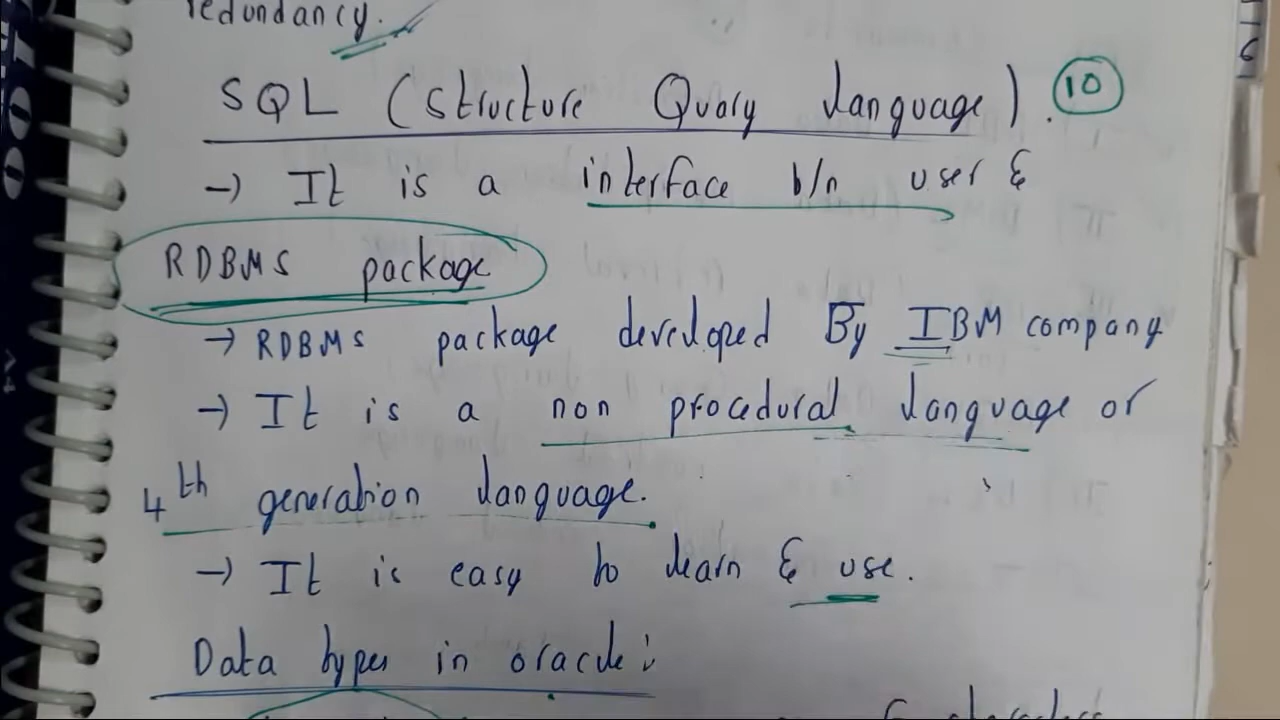 redundancy.
SQL (Structure Quary language). 10
→ It is a interface b/n user &
RDBMS package
→ RDBMS package developed By IBM company
→ It is a non procedural language or
4th generation language.
→ It is easy to learn & use.
Data types in oracle: